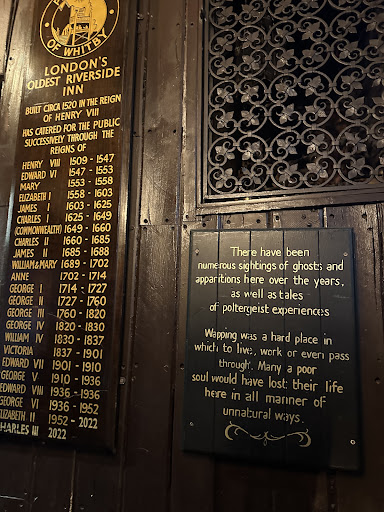 OF WHITBY
LONDON'S
OLDEST RIVERSIDE
INN
BUILT CIRCA 1520 IN THE REIGN
OF HENRY VIII
HAS CATERED FOR THE PUBLIC
SUCCESSIVELY THROUGH THE
REIGNS OF
HENRY VIII 1509 - 1547
EDWARD VI 1547 - 1553
MARY 1553 - 1558
ELIZABETH I 1558 - 1603
JAMES I 1603 - 1625
CHARLES I 1625 - 1649
(COMMONWEALTH) 1649 - 1660
CHARLES II 1660 - 1685
JAMES II 1685 - 1688
WILLIAM & MARY 1689 - 1702
ANNE 1702 - 1714
GEORGE I 1714 - 1727
GEORGE II 1727 - 1760
GEORGE III 1760 - 1820
GEORGE IV 1820 - 1830
WILLIAM IV 1830 - 1837
VICTORIA 1837 - 1901
EDWARD VII 1901 - 1910
GEORGE V 1910 - 1936
EDWARD VIII 1936 - 1936
GEORGE VI 1936 - 1952
ELIZABETH II 1952 - 2022
CHARLES III 2022
There have been
numerous sightings of ghosts and
apparitions here over the years,
as well as tales
of poltergeist experiences
Wapping was a hard place in
which to live, work or even pass
through. Many a poor
soul would have lost their life
here in all manner of
unnatural ways.